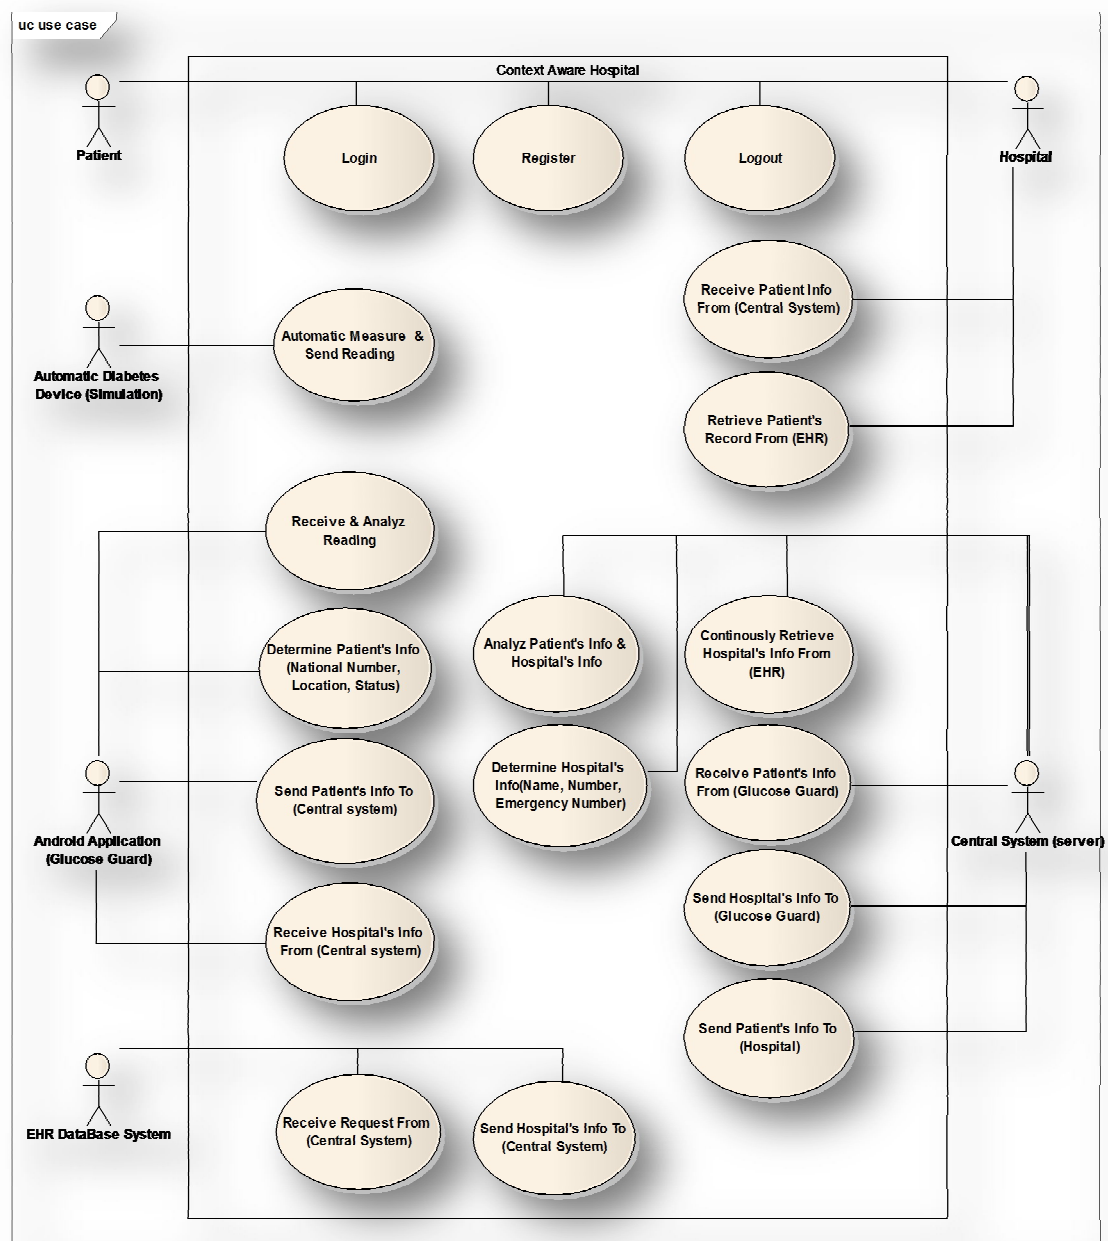 uc use case
Context Aware Hospital
Patient
Hospital
Login
Register
Logout
Receive Patient Info
From (Central System)
Automatic Measure &
Send Reading
Automatic Diabetes
Device (Simulation)
Retrieve Patient's
Record From (EHR)
Receive & Analyz
Reading
Determine Patient's Info
(National Number,
Location, Status)
Analyz Patient's Info &
Hospital's Info
Continously Retrieve
Hospital's Info From
(EHR)
Send Patient's Info To
(Central system)
Determine Hospital's
Info(Name, Number,
Emergency Number)
Receive Patient's Info
From (Glucose Guard)
Android Application
(Glucose Guard)
Central System (server)
Send Hospital's Info To
(Glucose Guard)
Receive Hospital's Info
From (Central system)
Send Patient's Info To
(Hospital)
EHR DataBase System
Receive Request From
(Central System)
Send Hospital's Info To
(Central System)